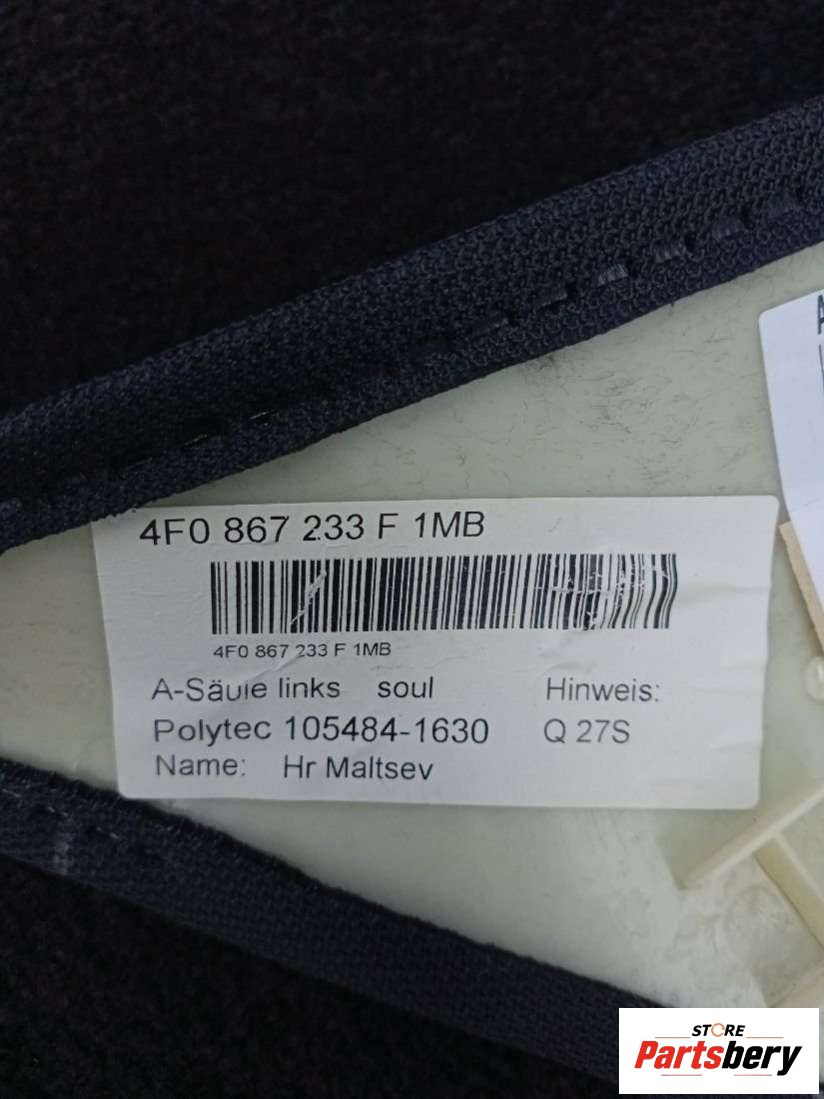 4F0 867 233 F 1MB
4F0 867 233 F 1MB
A-Säule links soul
Hinweis:
Polytec 105484-1630
Q 27S
Name: Hr Maltsev
STORE
Partsbery